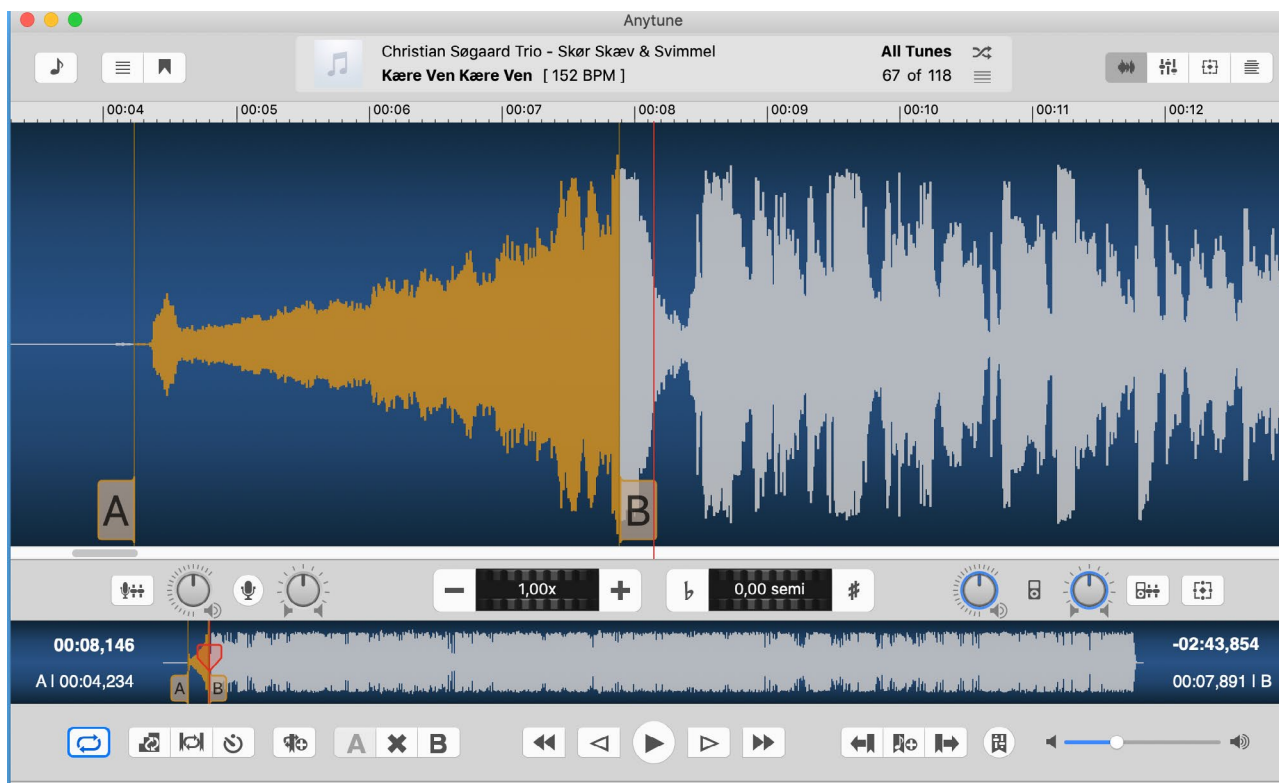 Anytune
Christian Søgaard Trio - Skør Skæv & Svimmel
All Tunes
Kære Ven Kære Ven [ 152 BPM ]
67 of 118
00:04 00:05 00:06 00:07 00:08 00:09 00:10 00:11 00:12
A
B
1,00x
♭ 0,00 semi ♯
00:08,146
-02:43,854
A | 00:04,234
A
B
00:07,891 | B
A
B